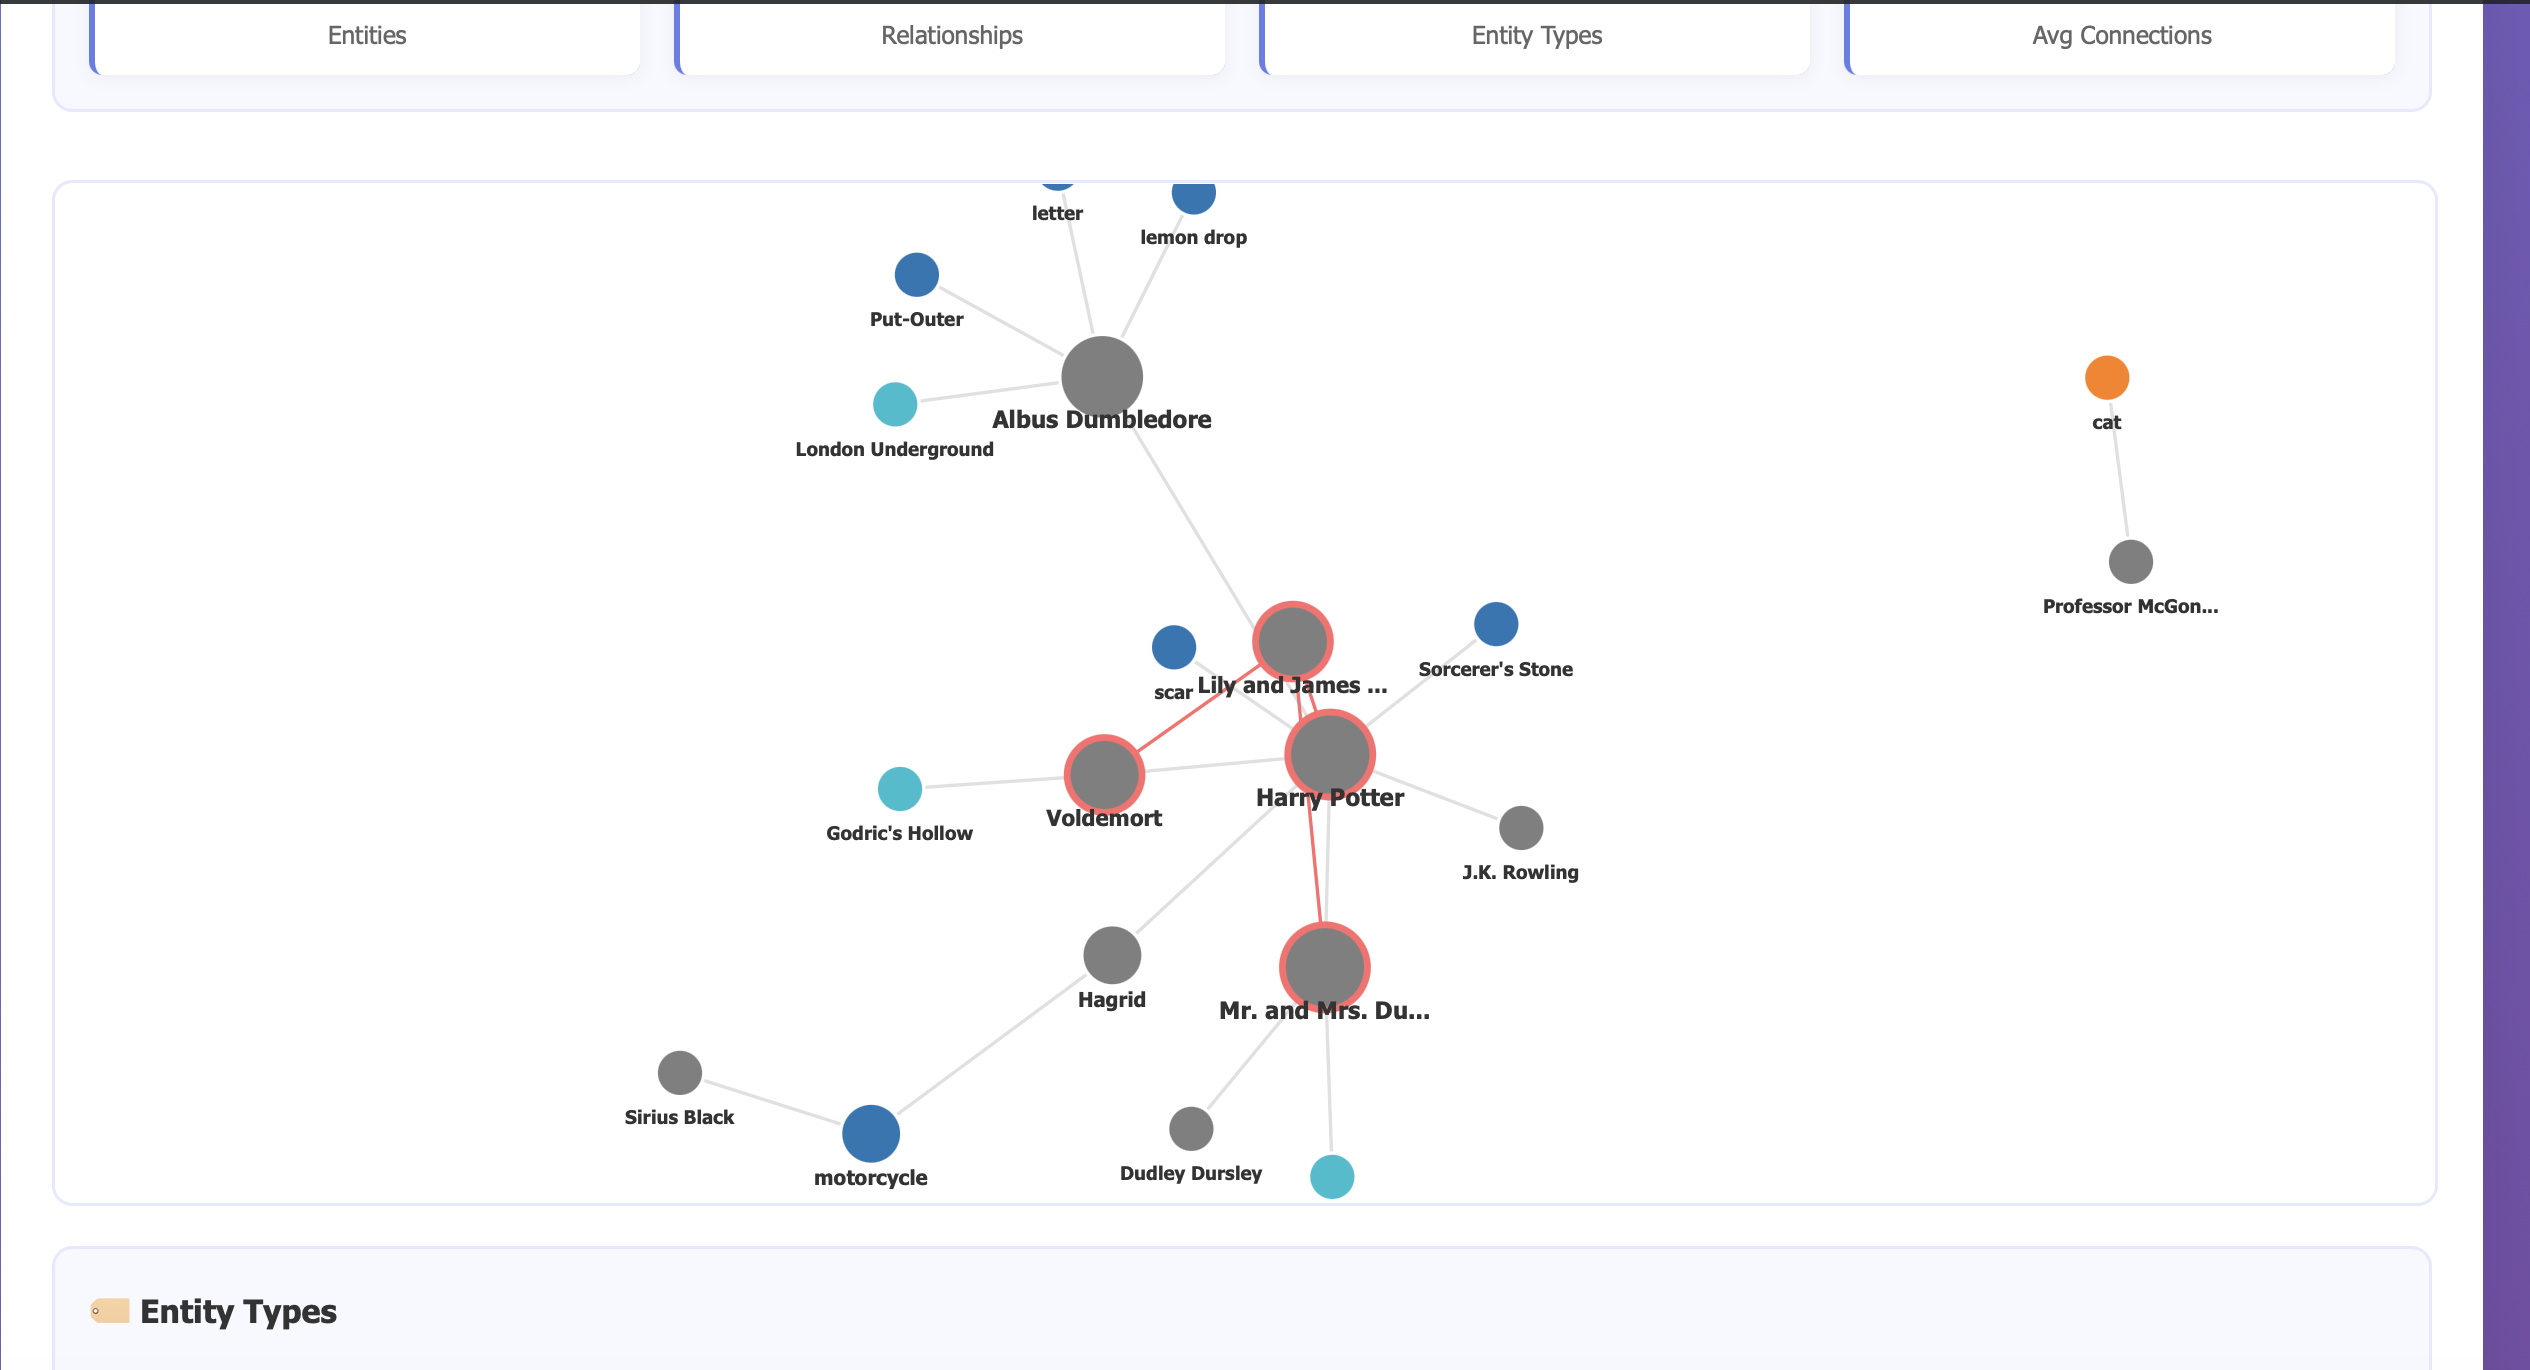 Entities
Relationships
Entity Types
Avg Connections
letter
lemon drop
Put-Outer
Albus Dumbledore
cat
London Underground
Professor McGon...
Sorcerer's Stone
scar
Lily and James ...
Harry Potter
Voldemort
Godric's Hollow
J.K. Rowling
Hagrid
Mr. and Mrs. Du...
Sirius Black
Dudley Dursley
motorcycle
Entity Types